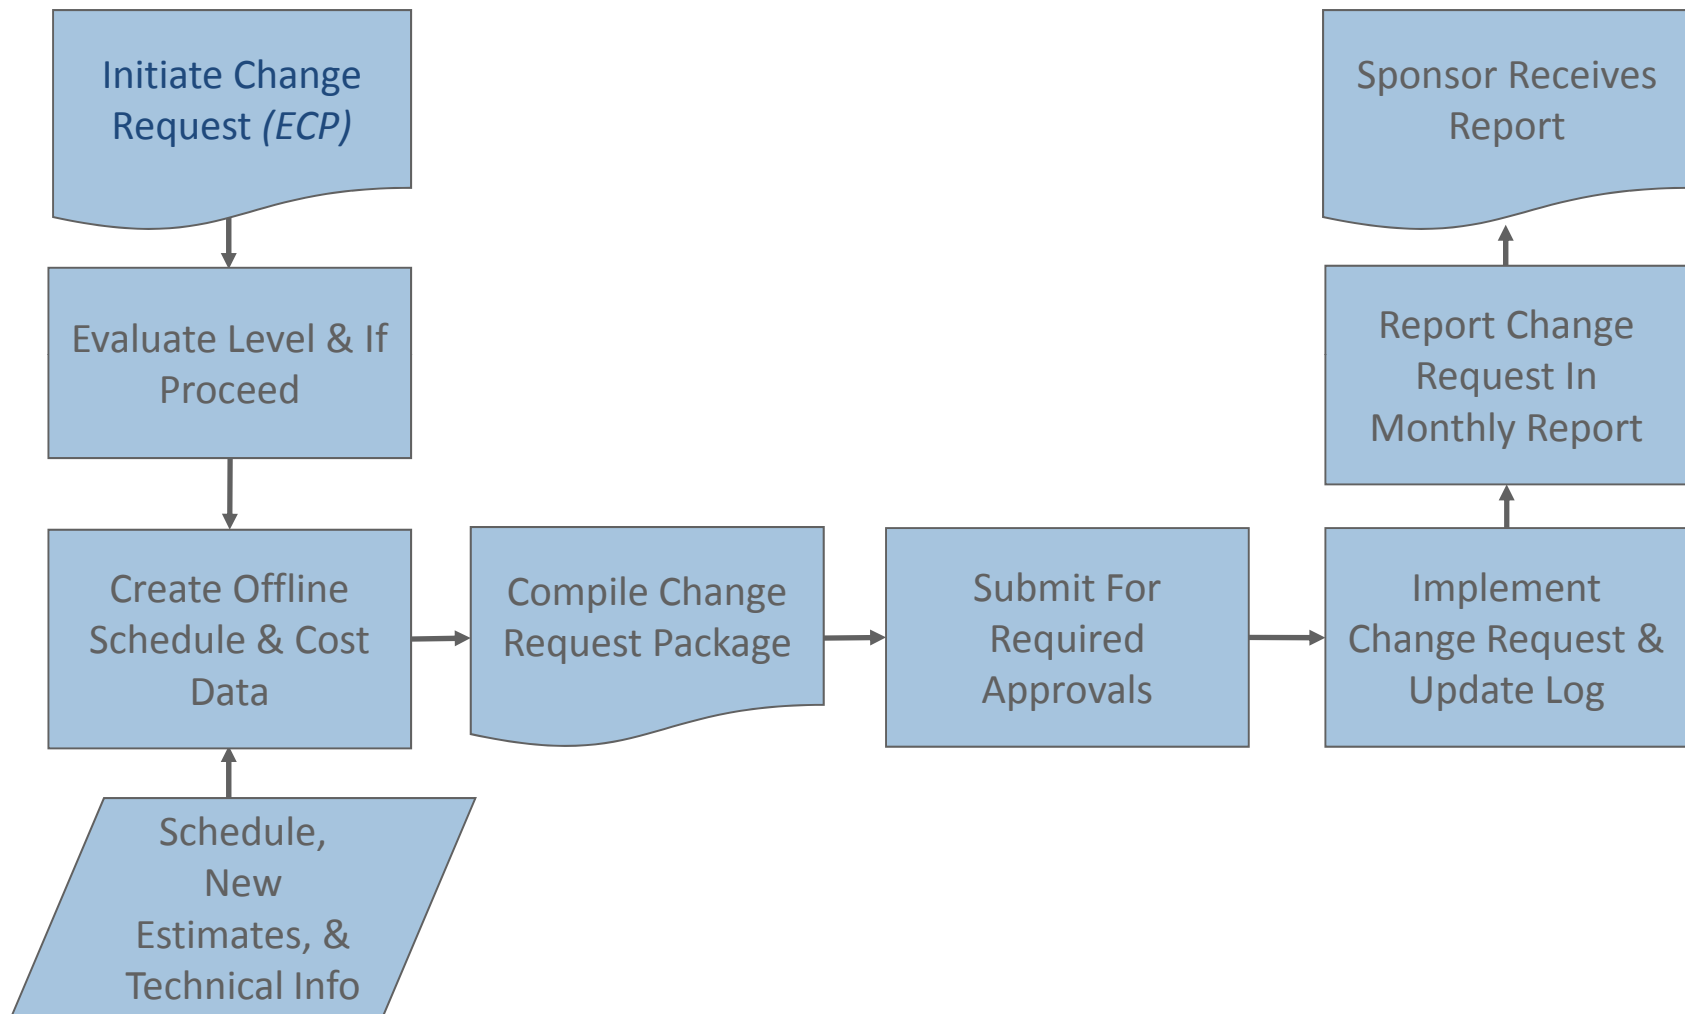 Initiate Change
Request (ECP)
Evaluate Level & If
Proceed
Create Offline
Schedule & Cost
Data
Schedule,
New
Estimates, &
Technical Info
Compile Change
Request Package
Submit For
Required
Approvals
Implement
Change Request &
Update Log
Report Change
Request In
Monthly Report
Sponsor Receives
Report